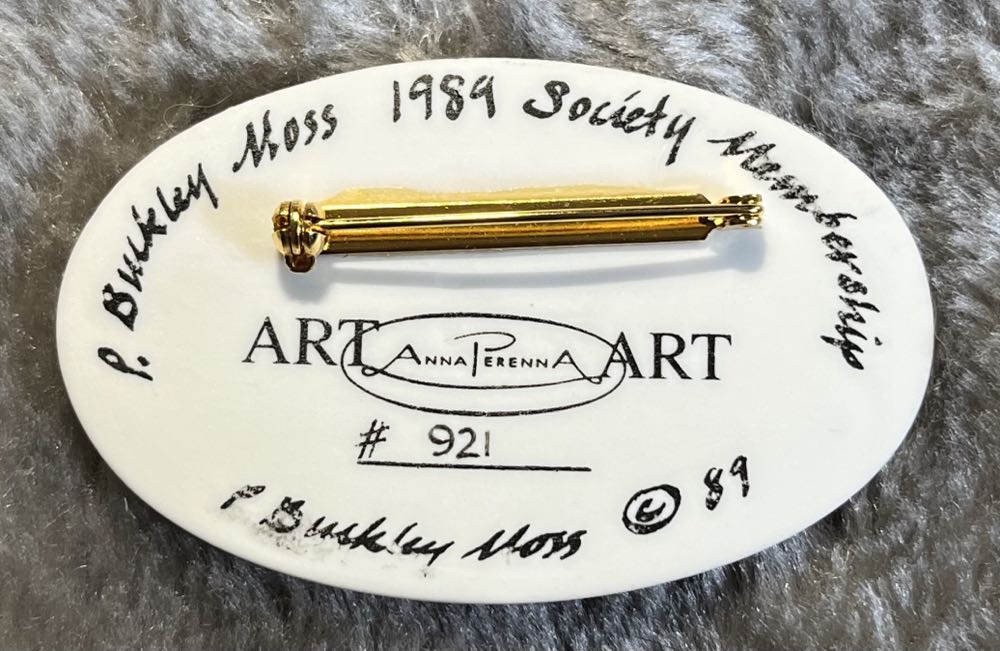 P. Buckley Moss 1989 Society Membership
ART ANNA PERENNA ART
# 921
P Buckley Moss © 89